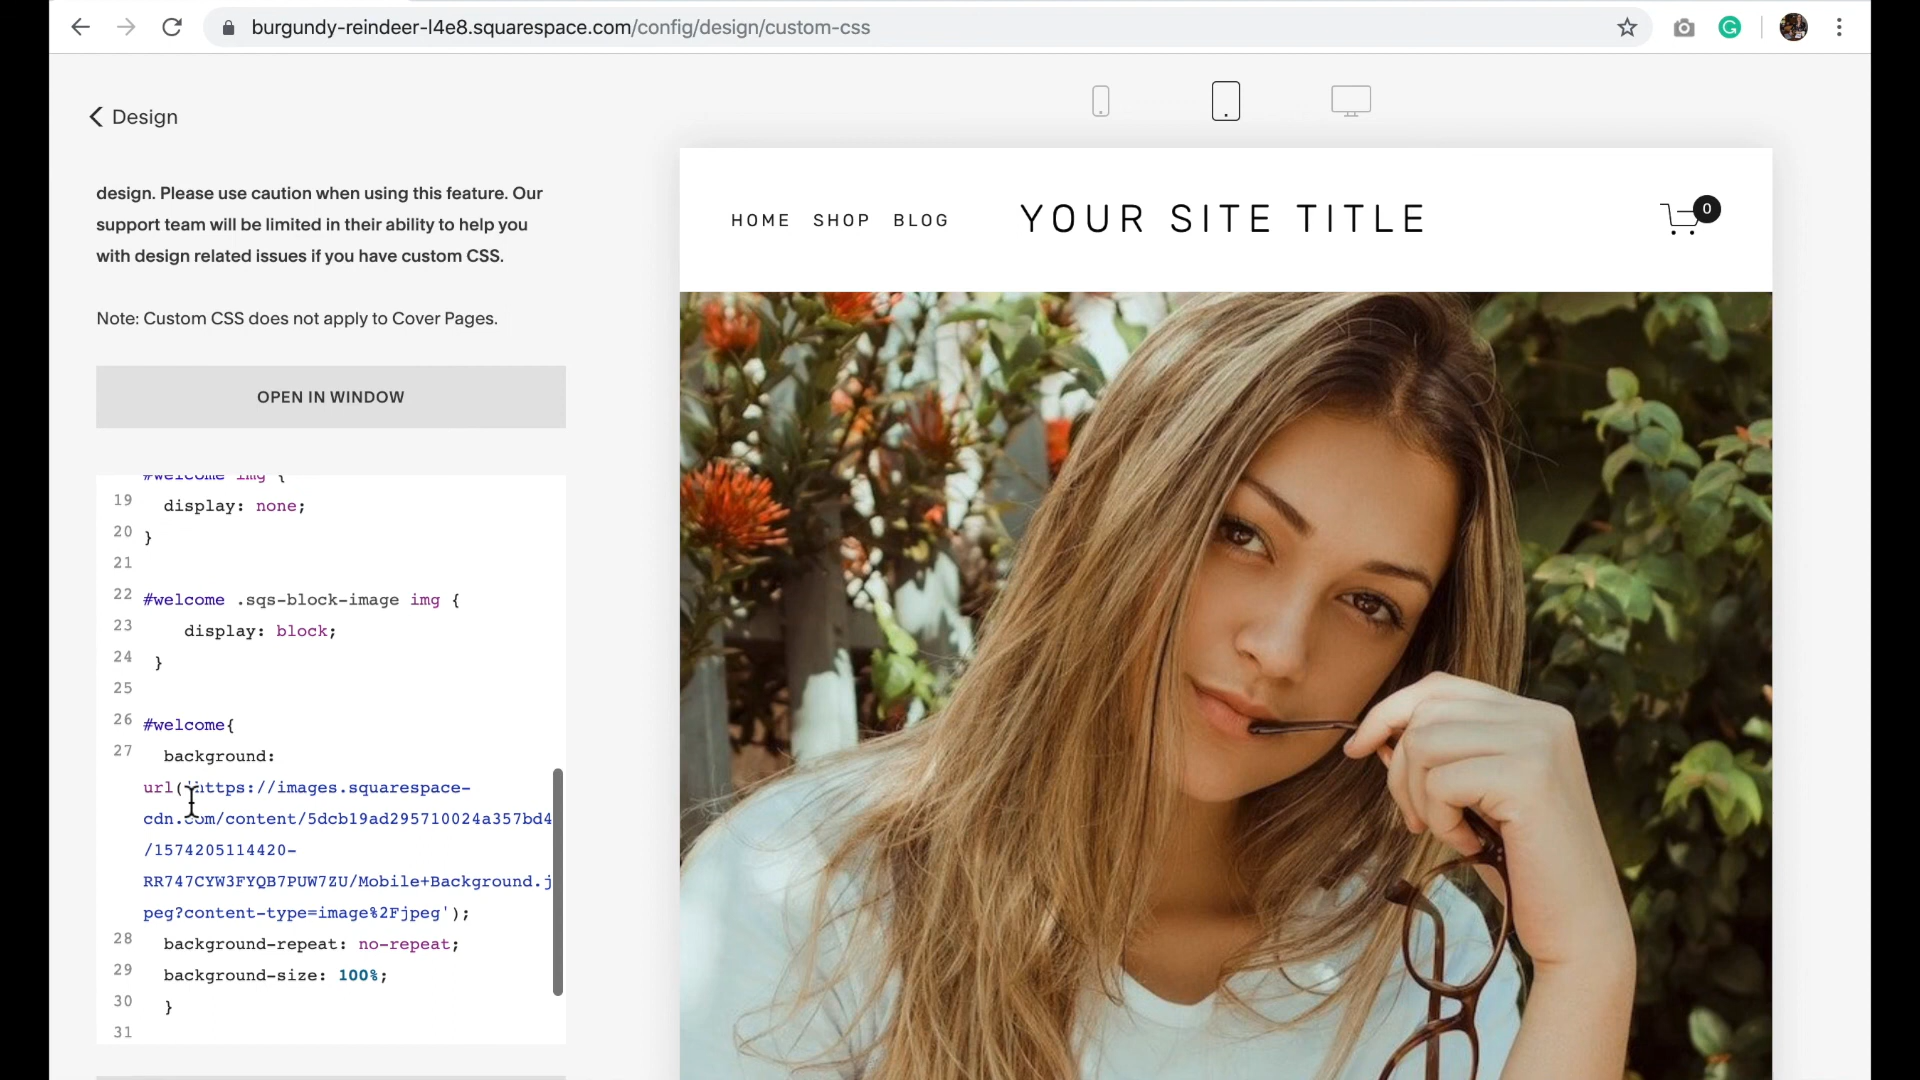 burgundy-reindeer-l4e8.squarespace.com/config/design/custom-css
G
Design
design. Please use caution when using this feature. Our
support team will be limited in their ability to help you
with design related issues if you have custom CSS.
Note: Custom CSS does not apply to Cover Pages.
OPEN IN WINDOW
#welcome img {
19 display: none;
20 }
21
22 #welcome .sqs-block-image img {
23 display: block;
24 }
25
26 #welcome{
27 background:
url('https://images.squarespace-
cdn.com/content/5dcb19ad295710024a357bd4
/1574205114420-
RR747CYW3FYQB7PUW7ZU/Mobile+Background.j
peg?content-type=image%2Fjpeg');
28 background-repeat: no-repeat;
29 background-size: 100%;
30 }
31
HOME SHOP BLOG YOUR SITE TITLE 0